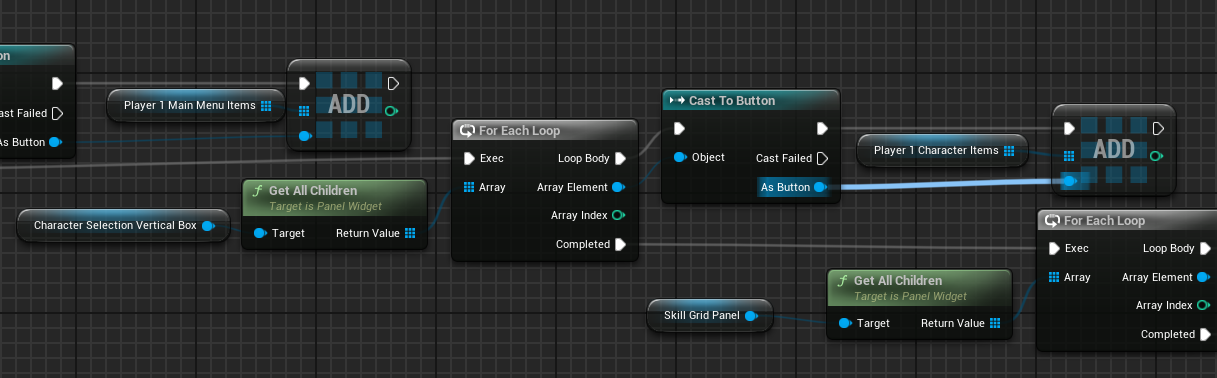 on
Cast Failed
As Button
Player 1 Main Menu Items
ADD
Character Selection Vertical Box
Get All Children
Target is Panel Widget
Target
Return Value
For Each Loop
Exec
Loop Body
Array
Array Element
Array Index
Completed
Cast To Button
Object
Cast Failed
As Button
Player 1 Character Items
ADD
Skill Grid Panel
Get All Children
Target is Panel Widget
Target
Return Value
For Each Loop
Exec
Loop Body
Array
Array Element
Array Index
Completed